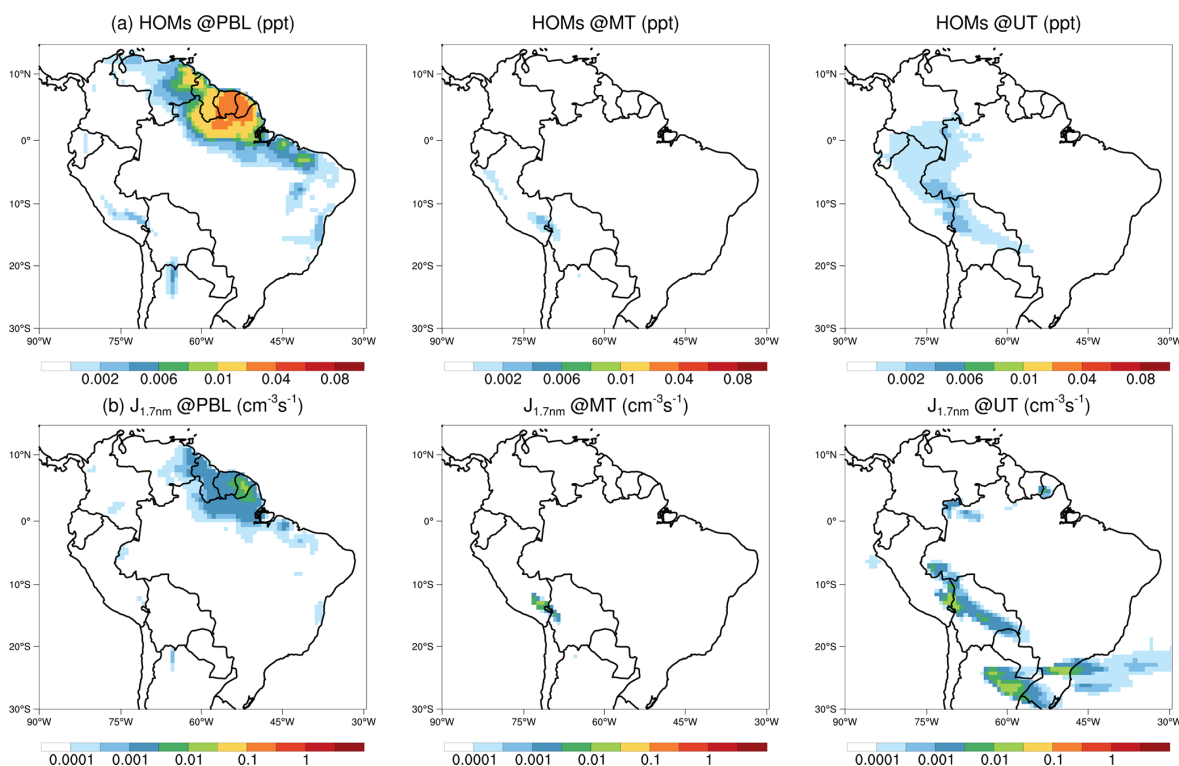 (a) HOMs @PBL (ppt) HOMs @MT (ppt) HOMs @UT (ppt)
10°N 10°N 10°N
0° 0° 0°
10°S 10°S 10°S
20°S 20°S 20°S
30°S 30°S 30°S
90°W 75°W 60°W 45°W 30°W 90°W 75°W 60°W 45°W 30°W 90°W 75°W 60°W 45°W 30°W
0.002 0.006 0.01 0.04 0.08 0.002 0.006 0.01 0.04 0.08 0.002 0.006 0.01 0.04 0.08
(b) J1.7nm @PBL (cm-3s-1) J1.7nm @MT (cm-3s-1) J1.7nm @UT (cm-3s-1)
10°N 10°N 10°N
0° 0° 0°
10°S 10°S 10°S
20°S 20°S 20°S
30°S 30°S 30°S
90°W 75°W 60°W 45°W 30°W 90°W 75°W 60°W 45°W 30°W 90°W 75°W 60°W 45°W 30°W
0.0001 0.001 0.01 0.1 1 0.0001 0.001 0.01 0.1 1 0.0001 0.001 0.01 0.1 1